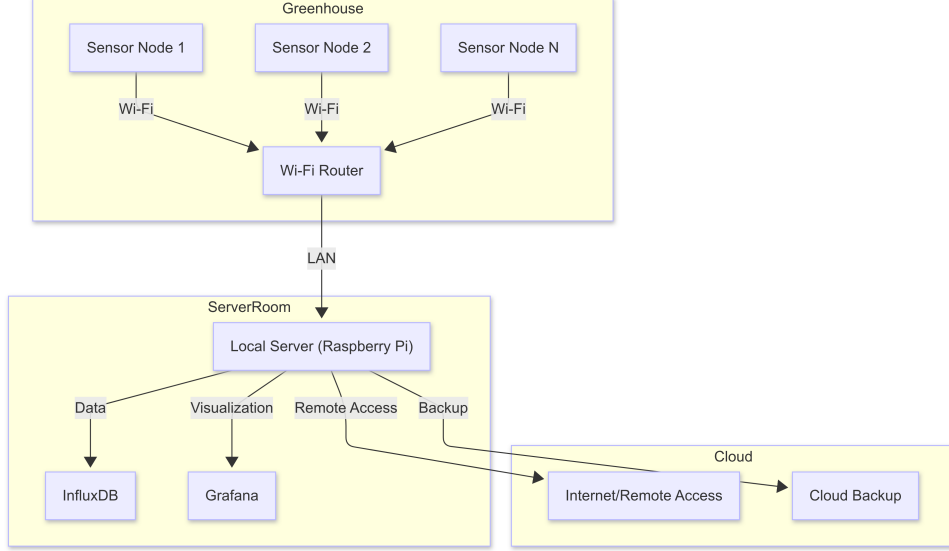 Greenhouse
Sensor Node 1
Sensor Node 2
Sensor Node N
Wi-Fi
Wi-Fi
Wi-Fi
Wi-Fi Router
LAN
ServerRoom
Local Server (Raspberry Pi)
Data
Visualization
Remote Access
Backup
Cloud
InfluxDB
Grafana
Internet/Remote Access
Cloud Backup